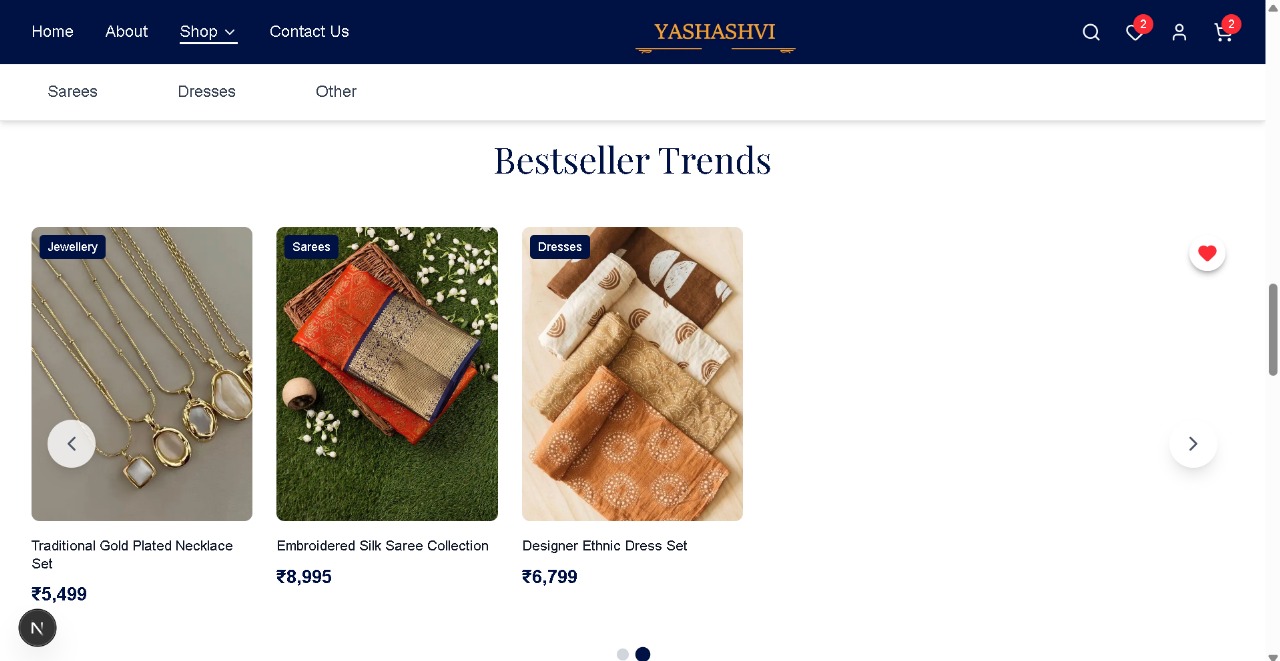 Home
About
Shop
Contact Us
YASHASHVI
2
2
Sarees
Dresses
Other
Bestseller Trends
Jewellery
Sarees
Dresses
Traditional Gold Plated Necklace
Set
₹5,499
Embroidered Silk Saree Collection
₹8,995
Designer Ethnic Dress Set
₹6,799
N